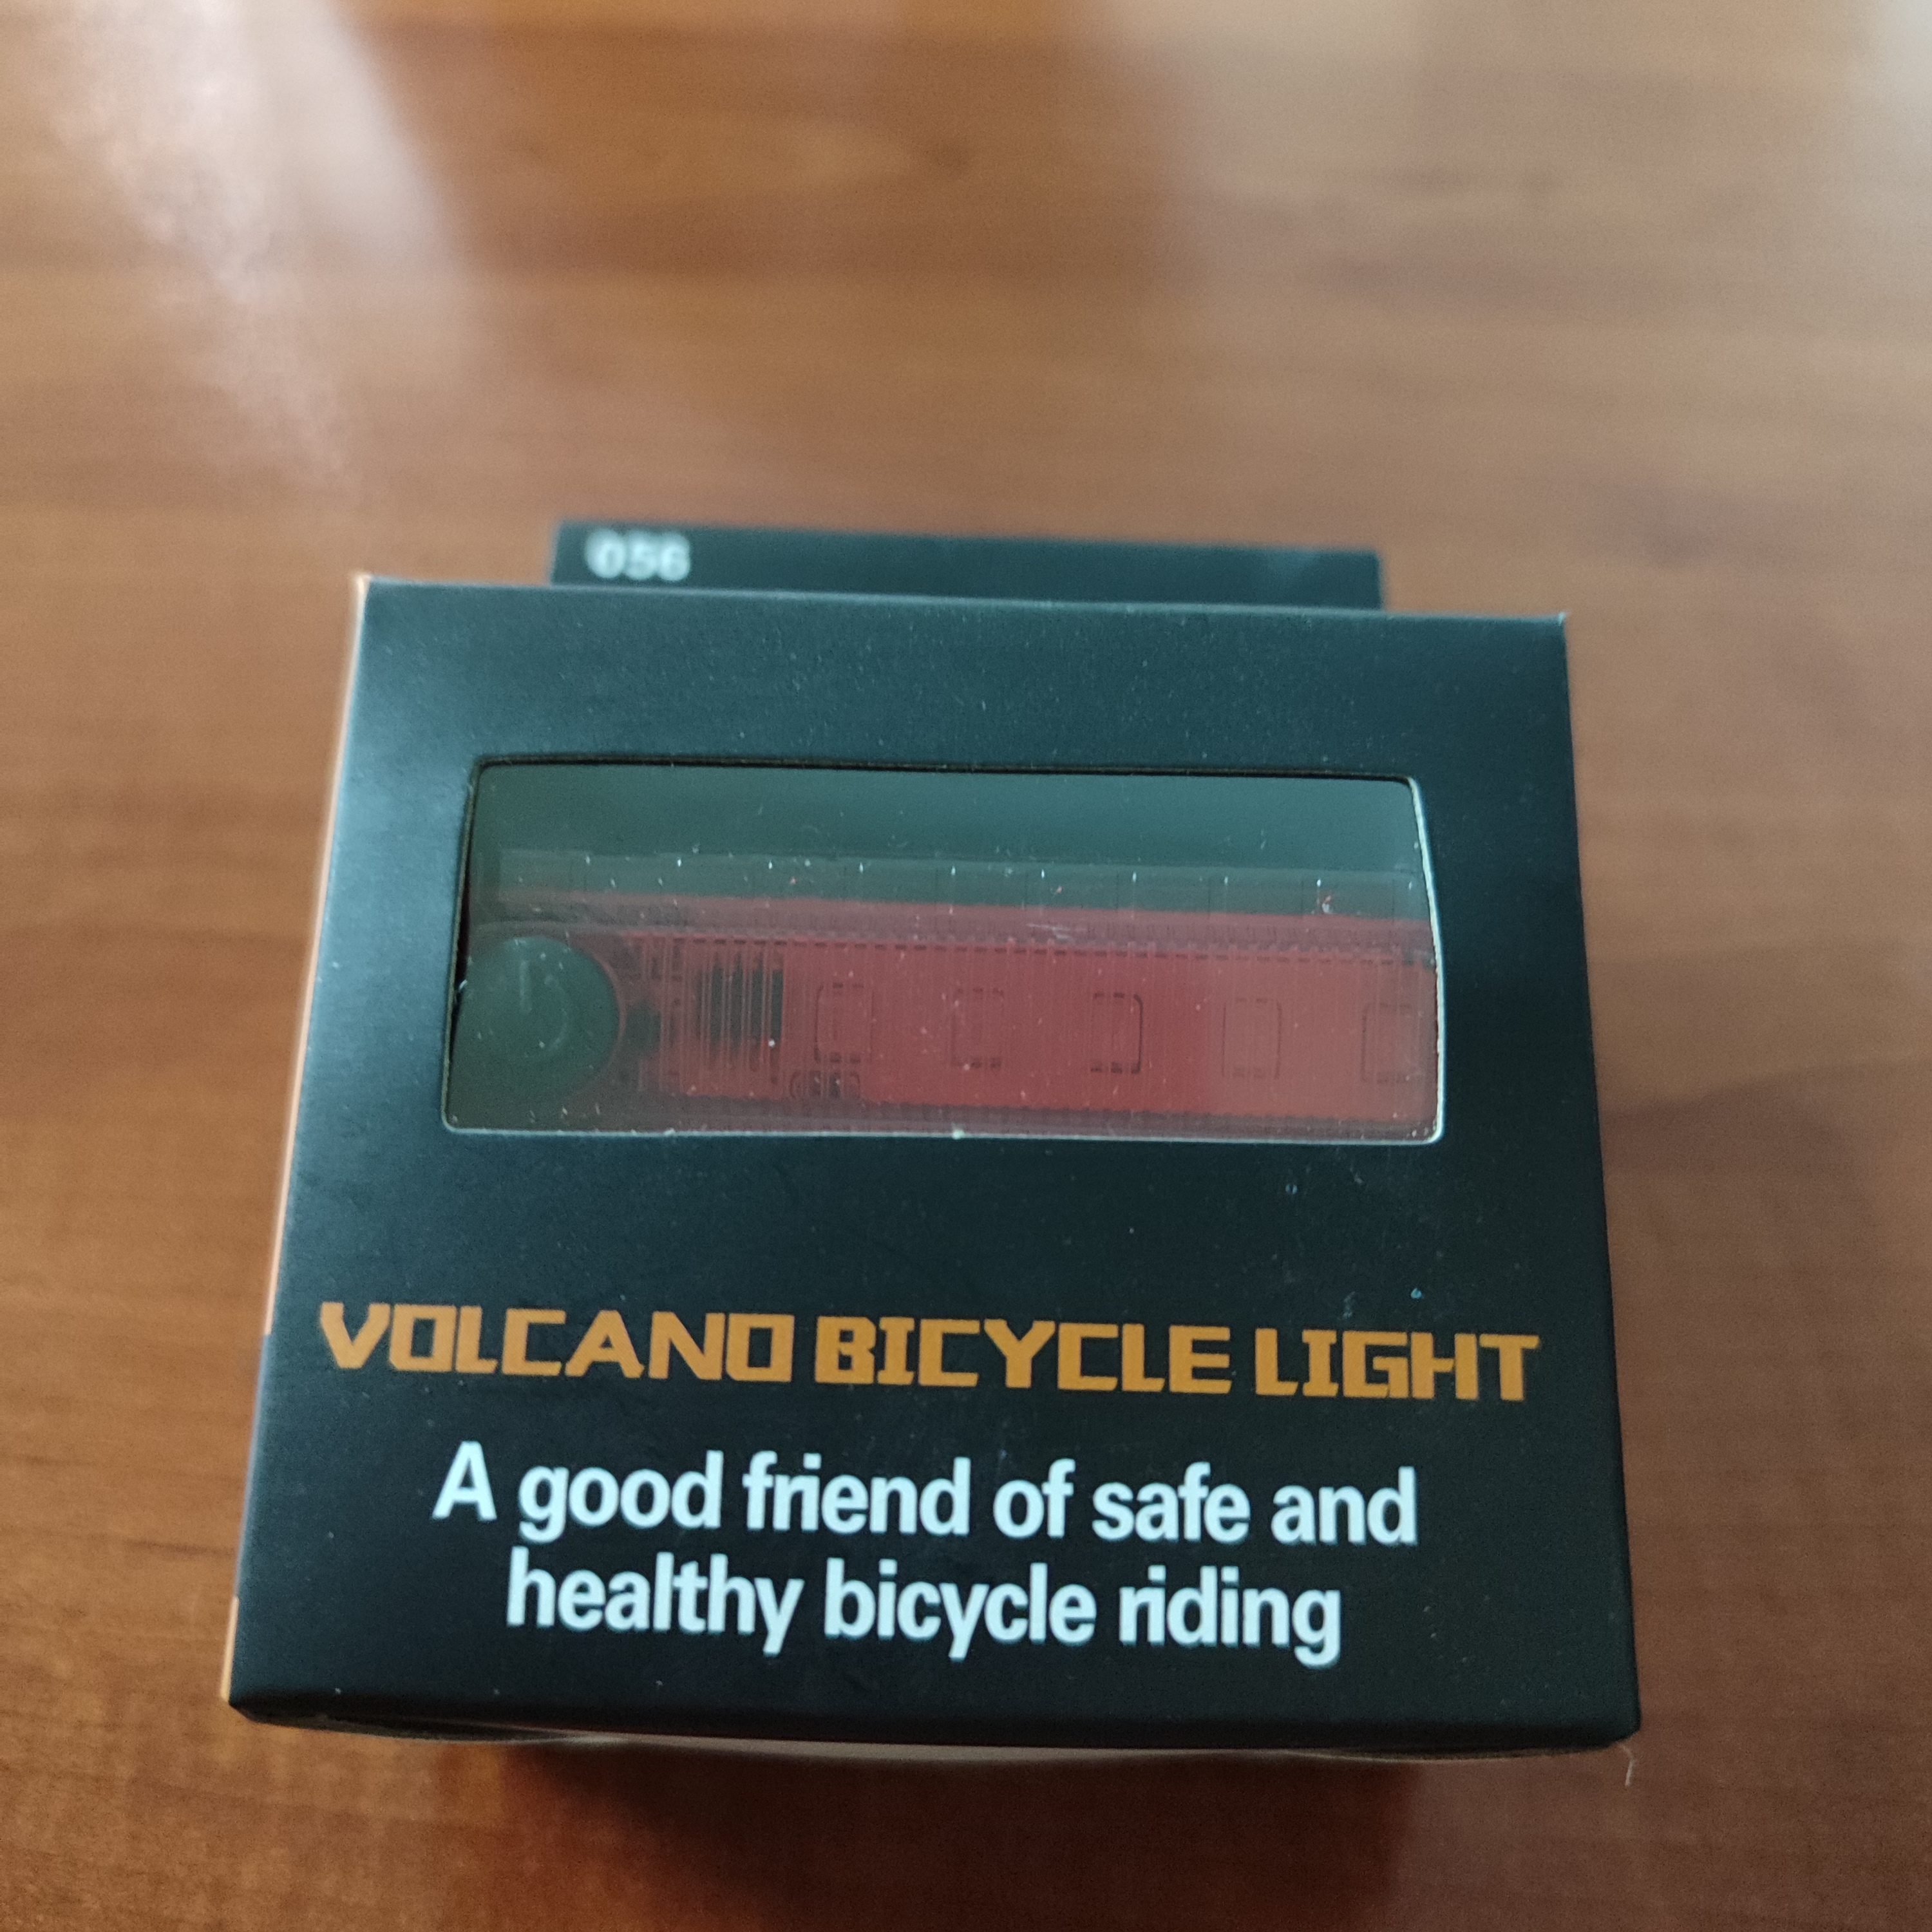 056
VOLCANO BICYCLE LIGHT
A good friend of safe and
healthy bicycle riding